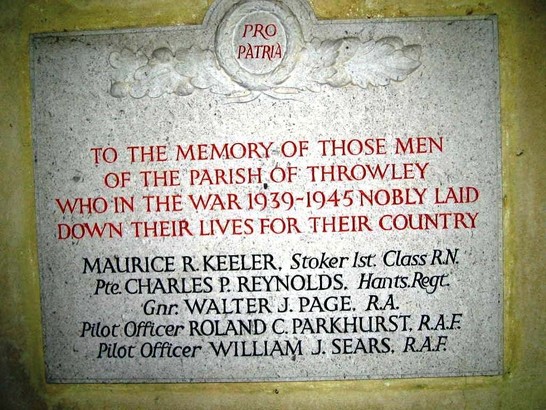 PRO
PATRIA
TO THE MEMORY OF THOSE MEN
OF THE PARISH OF THROWLEY
WHO IN THE WAR 1939-1945 NOBLY LAID
DOWN THEIR LIVES FOR THEIR COUNTRY
MAURICE R. KEELER, Stoker 1st. Class R.N.
Pte. CHARLES P. REYNOLDS, Hants. Regt.
Gnr. WALTER J. PAGE, R.A.
Pilot Officer ROLAND C. PARKHURST, R.A.F.
Pilot Officer WILLIAM J. SEARS, R.A.F.